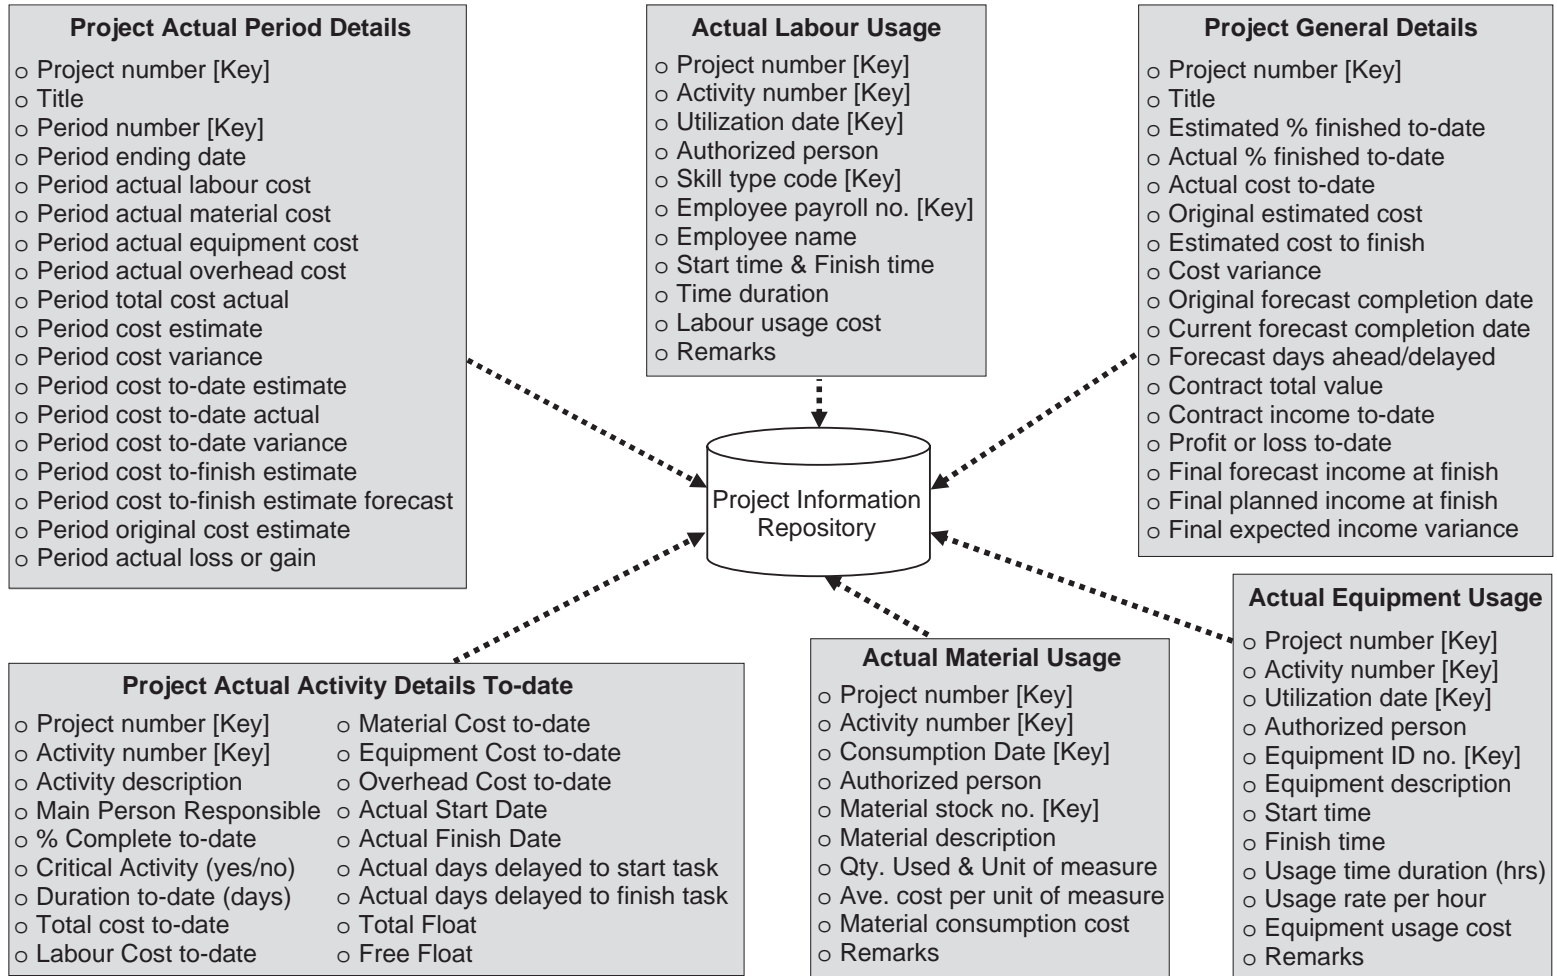 Project Actual Period Details
o Project number [Key]
o Title
o Period number [Key]
o Period ending date
o Period actual labour cost
o Period actual material cost
o Period actual equipment cost
o Period actual overhead cost
o Period total cost actual
o Period cost estimate
o Period cost variance
o Period cost to-date estimate
o Period cost to-date actual
o Period cost to-date variance
o Period cost to-finish estimate
o Period cost to-finish estimate forecast
o Period original cost estimate
o Period actual loss or gain
Actual Labour Usage
o Project number [Key]
o Activity number [Key]
o Utilization date [Key]
o Authorized person
o Skill type code [Key]
o Employee payroll no. [Key]
o Employee name
o Start time & Finish time
o Time duration
o Labour usage cost
o Remarks
Project General Details
o Project number [Key]
o Title
o Estimated % finished to-date
o Actual % finished to-date
o Actual cost to-date
o Original estimated cost
o Estimated cost to finish
o Cost variance
o Original forecast completion date
o Current forecast completion date
o Forecast days ahead/delayed
o Contract total value
o Contract income to-date
o Profit or loss to-date
o Final forecast income at finish
o Final planned income at finish
o Final expected income variance
Project Information
Repository
Project Actual Activity Details To-date
o Project number [Key]
o Activity number [Key]
o Activity description
o Main Person Responsible
o % Complete to-date
o Critical Activity (yes/no)
o Duration to-date (days)
o Total cost to-date
o Labour Cost to-date
o Material Cost to-date
o Equipment Cost to-date
o Overhead Cost to-date
o Actual Start Date
o Actual Finish Date
o Actual days delayed to start task
o Actual days delayed to finish task
o Total Float
o Free Float
Actual Material Usage
o Project number [Key]
o Activity number [Key]
o Consumption Date [Key]
o Authorized person
o Material stock no. [Key]
o Material description
o Qty. Used & Unit of measure
o Ave. cost per unit of measure
o Material consumption cost
o Remarks
Actual Equipment Usage
o Project number [Key]
o Activity number [Key]
o Utilization date [Key]
o Authorized person
o Equipment ID no. [Key]
o Equipment description
o Start time
o Finish time
o Usage time duration (hrs)
o Usage rate per hour
o Equipment usage cost
o Remarks